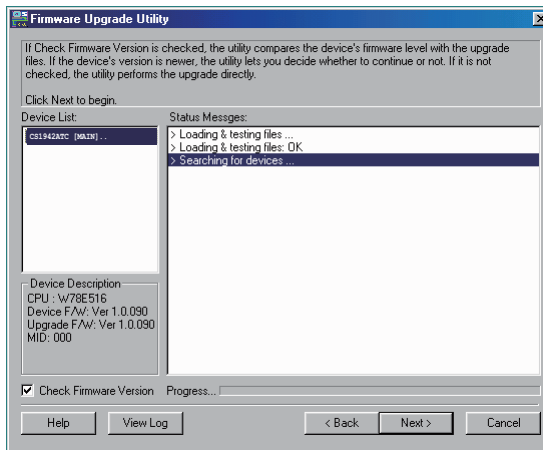 Firmware Upgrade Utility
If Check Firmware Version is checked, the utility compares the device's firmware level with the upgrade
files. If the device's version is newer, the utility lets you decide whether to continue or not. If it is not
checked, the utility performs the upgrade directly.
Click Next to begin.
Device List:
Status Messges:
CS1942ATC [MAIN]..
> Loading & testing files ...
> Loading & testing files: OK
> Searching for devices ...
Device Description
CPU : W78E516
Device F/W: Ver 1.0.090
Upgrade F/W: Ver 1.0.090
MID: 000
Check Firmware Version
Progress...
Help
View Log
< Back
Next >
Cancel